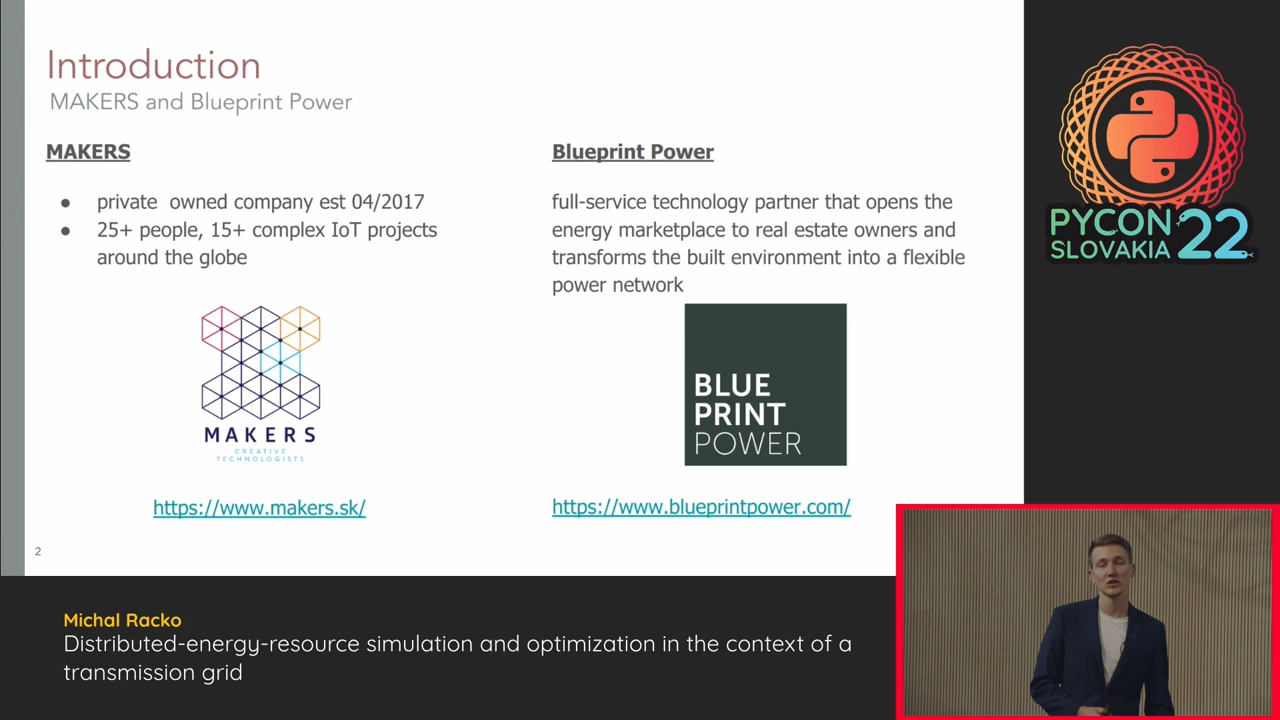 Introduction
MAKERS and Blueprint Power
MAKERS
● private owned company est 04/2017
● 25+ people, 15+ complex IoT projects
around the globe
MAKERS
CREATIVE
TECHNOLOGISTS
https://www.makers.sk/
Blueprint Power
full-service technology partner that opens the
energy marketplace to real estate owners and
transforms the built environment into a flexible
power network
BLUE
PRINT
POWER
https://www.blueprintpower.com/
2
PYCON
SLOVAKIA
22
Michal Racko
Distributed-energy-resource simulation and optimization in the context of a
transmission grid